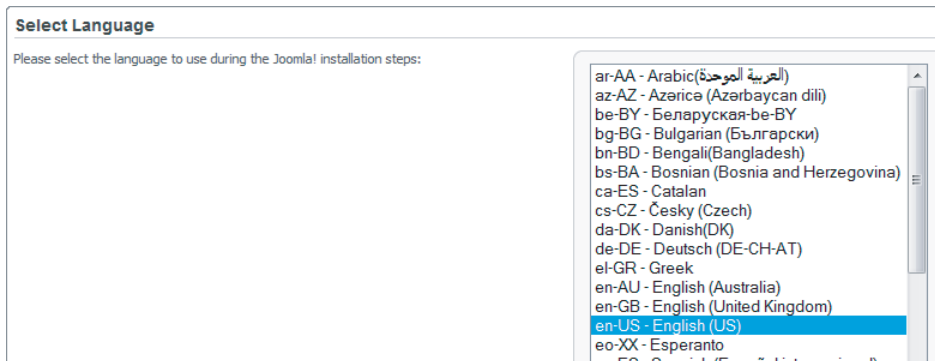 Select Language
Please select the language to use during the Joomla! installation steps:
ar-AA - Arabic(العربية الموحدة)
az-AZ - Azəricə (Azərbaycan dili)
be-BY - Беларуская-be-BY
bg-BG - Bulgarian (Български)
bn-BD - Bengali(Bangladesh)
bs-BA - Bosnian (Bosnia and Herzegovina)
ca-ES - Catalan
cs-CZ - Česky (Czech)
da-DK - Danish(DK)
de-DE - Deutsch (DE-CH-AT)
el-GR - Greek
en-AU - English (Australia)
en-GB - English (United Kingdom)
en-US - English (US)
eo-XX - Esperanto